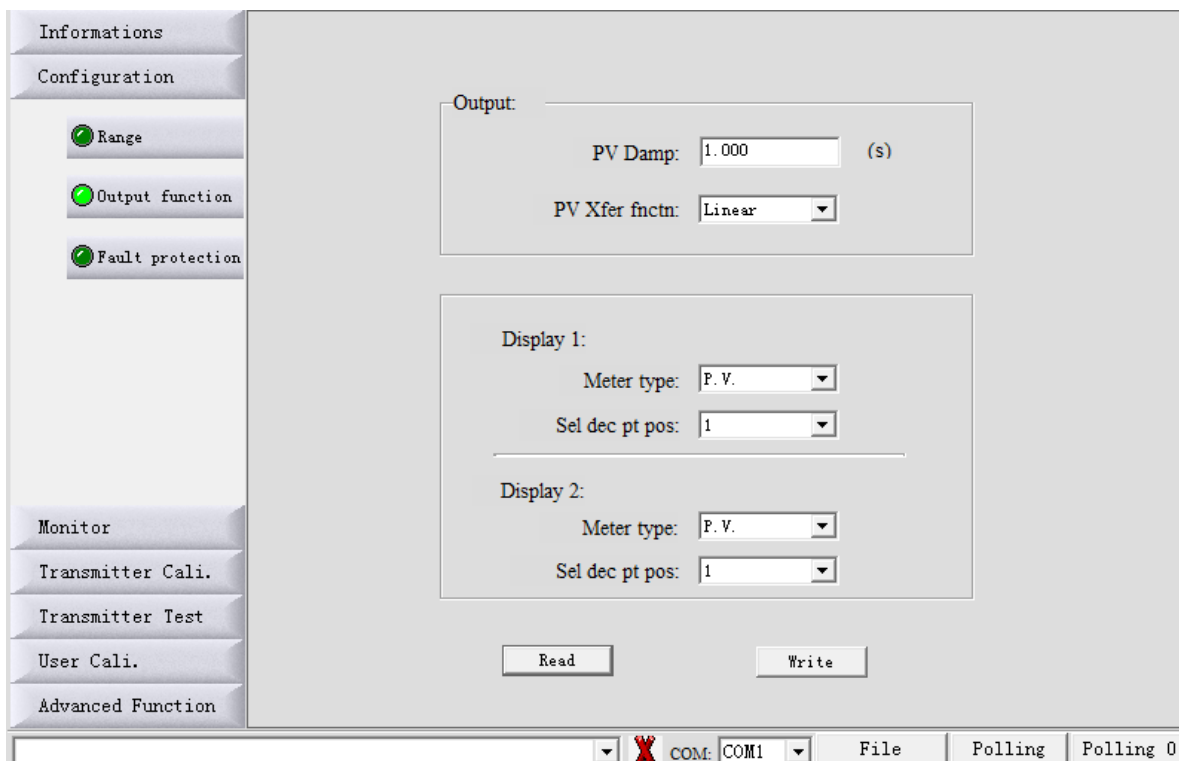 Informations
Configuration
Range
Output function
Fault protection
Monitor
Transmitter Cali.
Transmitter Test
User Cali.
Advanced Function
Output:
PV Damp: 1.000 (s)
PV Xfer fnctn: Linear
Display 1:
Meter type: P.V.
Sel dec pt pos: 1
Display 2:
Meter type: P.V.
Sel dec pt pos: 1
Read Write
COM: COM1 File Polling Polling 0